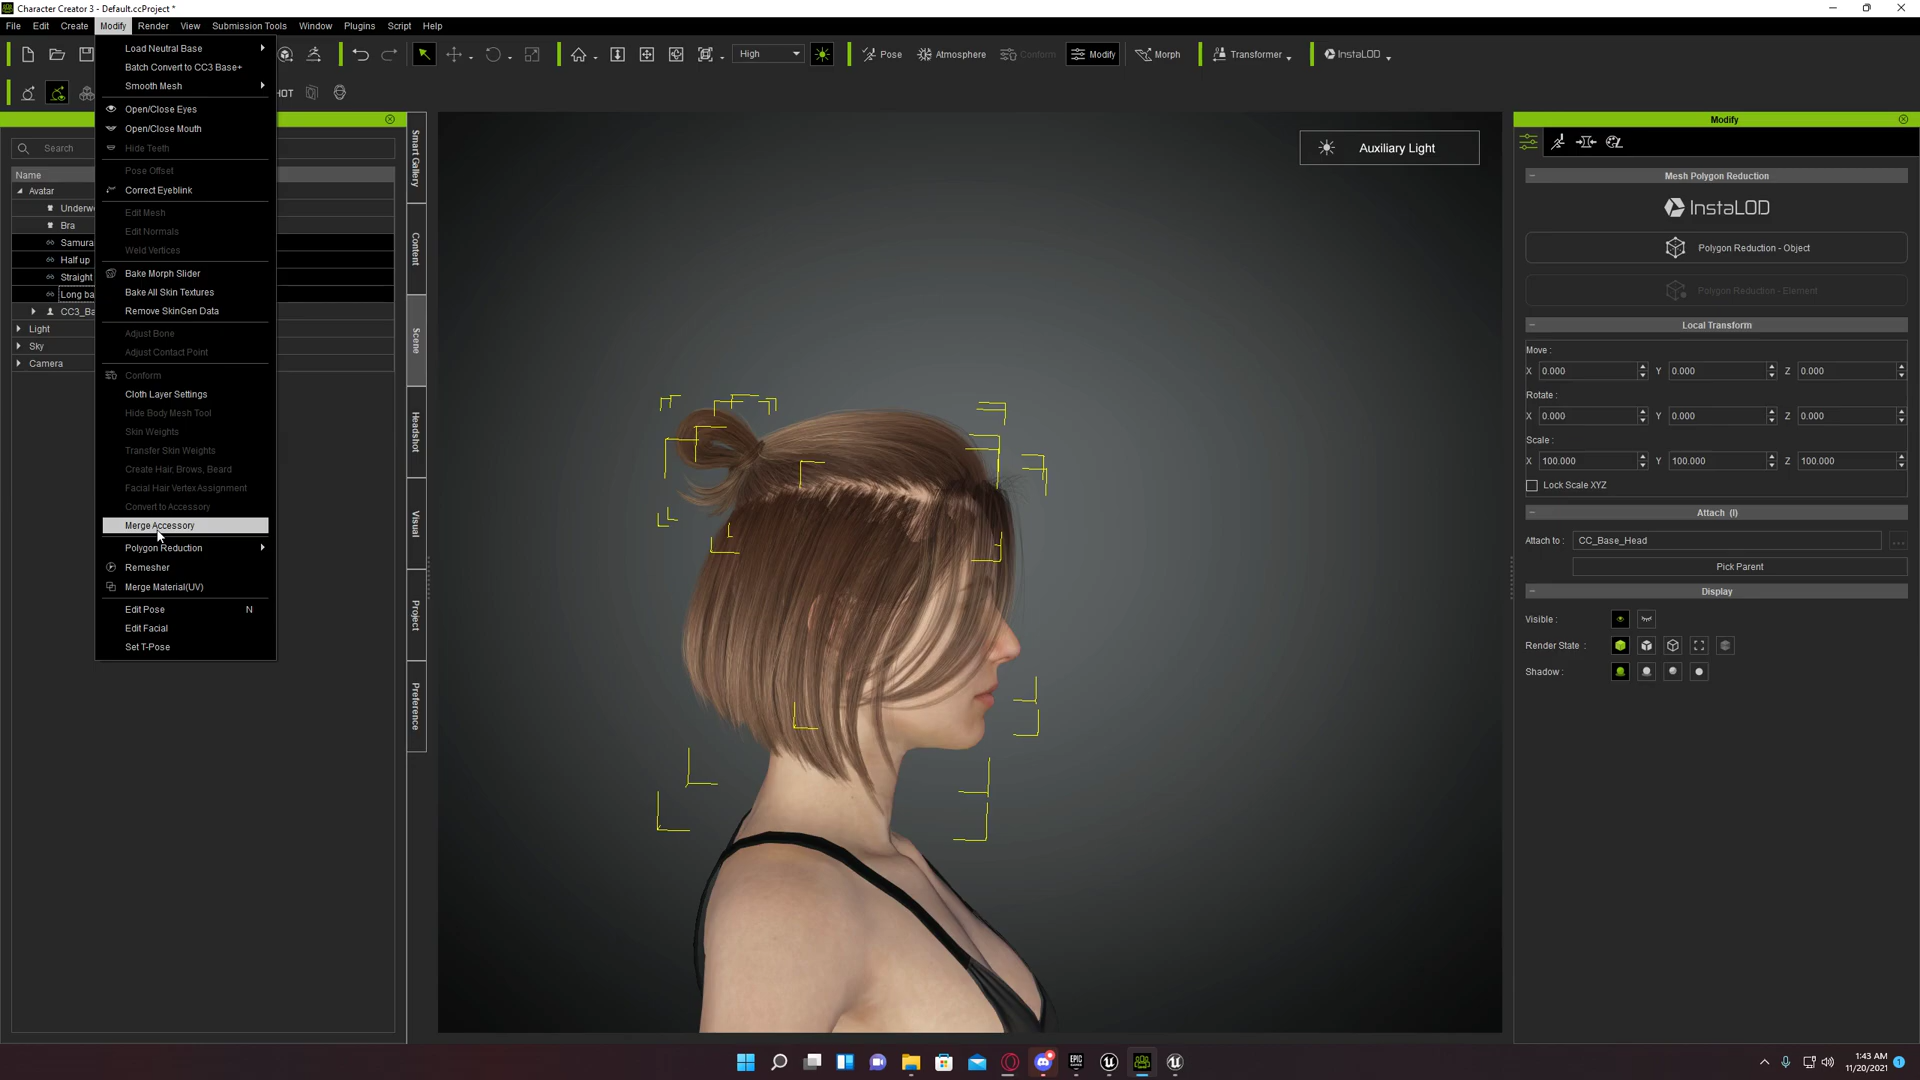 Character Creator 3 - Default.ccProject *
File Edit Create Modify Render View Submission Tools Window Plugins Script Help
High Pose Atmosphere Conform Modify Morph Transformer InstaLOD
Load Neutral Base
Batch Convert to CC3 Base+
Smooth Mesh
Open/Close Eyes
Open/Close Mouth
Hide Teeth
Pose Offset
Correct Eyeblink
Edit Mesh
Edit Normals
Weld Vertices
Bake Morph Slider
Bake All Skin Textures
Remove SkinGen Data
Adjust Bone
Adjust Contact Point
Conform
Cloth Layer Settings
Hide Body Mesh Tool
Skin Weights
Transfer Skin Weights
Create Hair, Brows, Beard
Facial Hair Vertex Assignment
Convert to Accessory
Merge Accessory
Polygon Reduction
Remesher
Merge Material(UV)
Edit Pose N
Edit Facial
Set T-Pose
HOT
Search
Name
Avatar
Underw
Bra
Samura
Half up
Straight
Long ba
CC3_Ba
Light
Sky
Camera
Smart Gallery
Content
Scene
Headshot
Visual
Project
Preference
Auxiliary Light
Modify
Mesh Polygon Reduction
InstaLOD
Polygon Reduction - Object
Polygon Reduction - Element
Local Transform
Move :
X 0.000 Y 0.000 Z 0.000
Rotate :
X 0.000 Y 0.000 Z 0.000
Scale :
X 100.000 Y 100.000 Z 100.000
Lock Scale XYZ
Attach (I)
Attach to : CC_Base_Head ...
Pick Parent
Display
Visible :
Render State :
Shadow :
EPIC
1:43 AM
11/20/2021
1